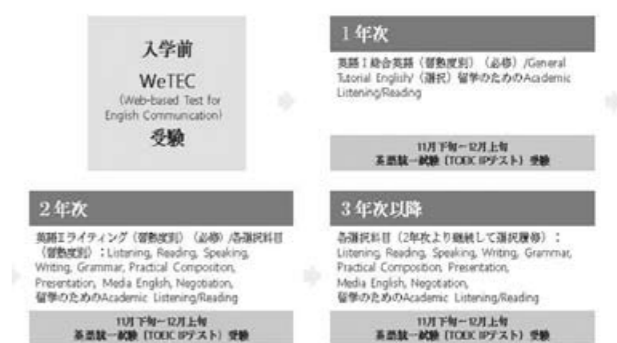 入学前
WeTEC
(Web-based Test for
English Communication)
受験
1年次
英語Ⅰ総合英語（習熟度別）（必修）/General
Tutorial English/（選択）留学のためのAcademic
Listening/Reading
11月下旬～12月上旬
英語統一試験（TOEIC IPテスト）受験
2年次
英語Ⅱライティング（習熟度別）（必修）/各選択科目
（習熟度別）：Listening, Reading, Speaking,
Writing, Grammar, Practical Composition,
Presentation, Media English, Negotiation,
留学のためのAcademic Listening/Reading
11月下旬～12月上旬
英語統一試験（TOEIC IPテスト）受験
3年次以降
各選択科目（2年次より継続して選択履修）：
Listening, Reading, Speaking, Writing, Grammar,
Practical Composition, Presentation,
Media English, Negotiation,
留学のためのAcademic Listening/Reading
11月下旬～12月上旬
英語統一試験（TOEIC IPテスト）受験